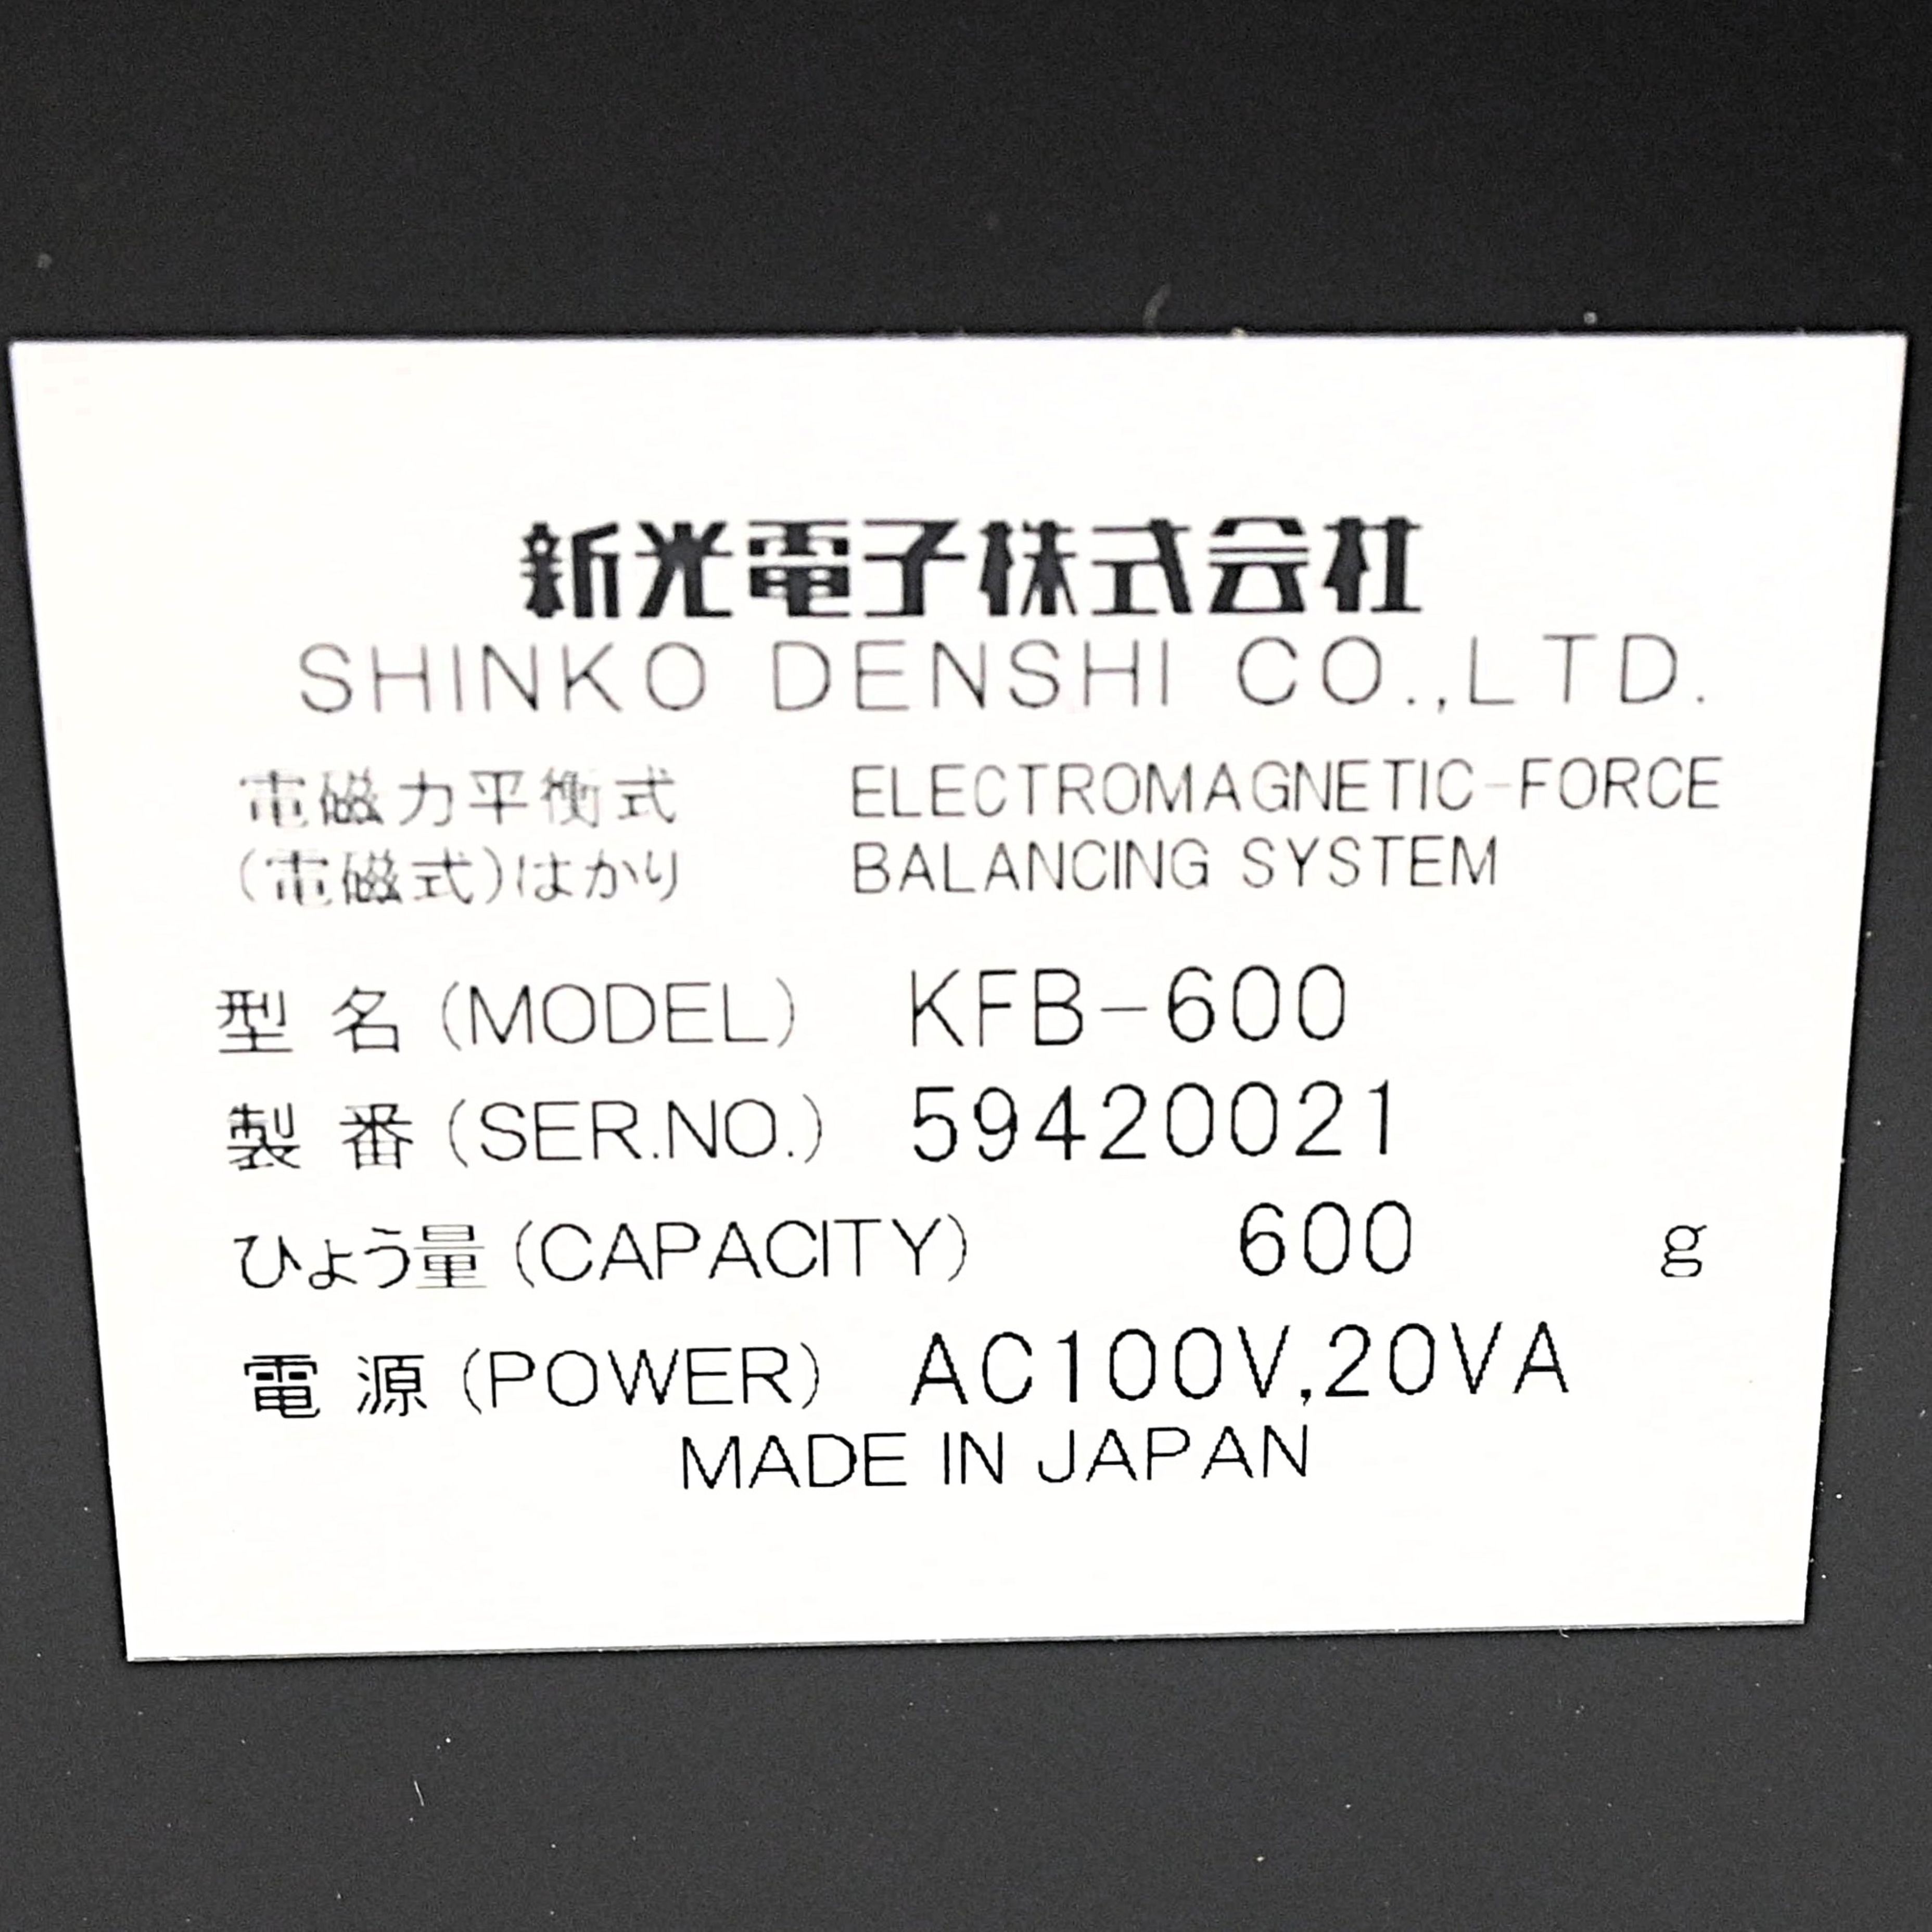 新光電子株式会社
SHINKO DENSHI CO.,LTD.
電磁力平衡式 ELECTROMAGNETIC-FORCE
(電磁式)はかり BALANCING SYSTEM
型 名 (MODEL) KFB-600
製 番 (SER.NO.) 59420021
ひょう量 (CAPACITY) 600 g
電 源 (POWER) AC100V,20VA
MADE IN JAPAN